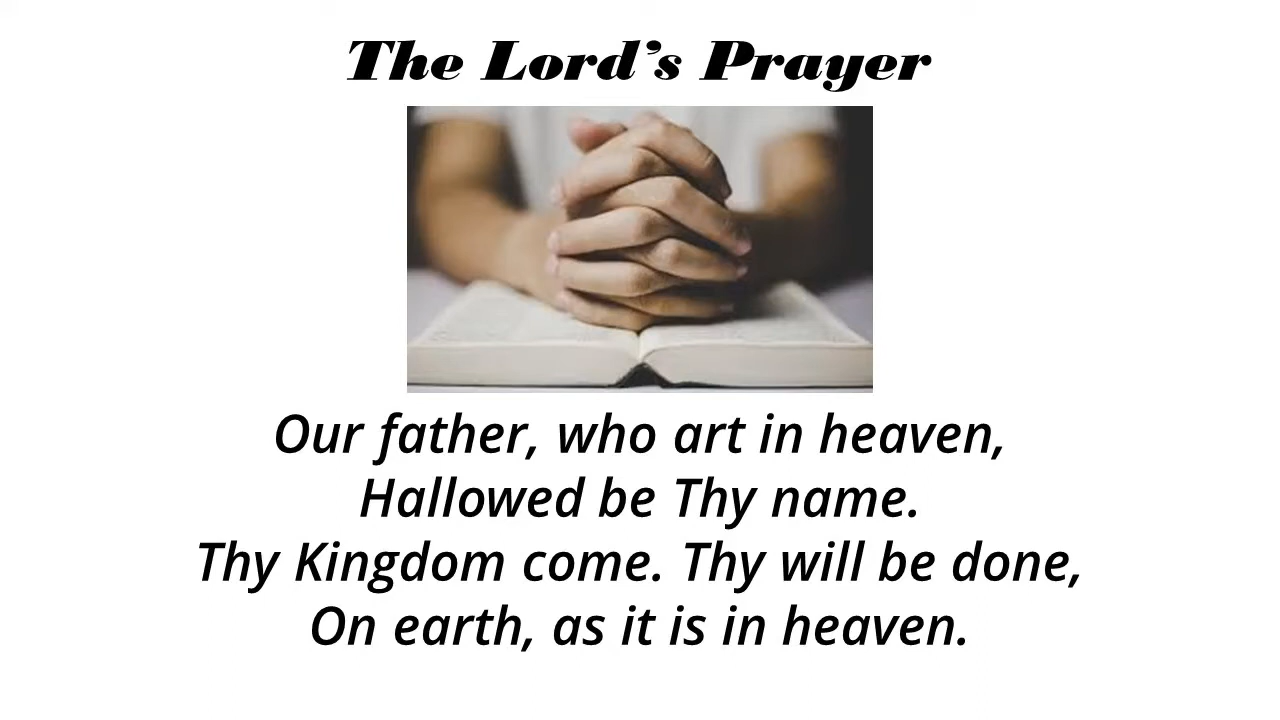 The Lord’s Prayer
Our father, who art in heaven,
Hallowed be Thy name.
Thy Kingdom come. Thy will be done,
On earth, as it is in heaven.